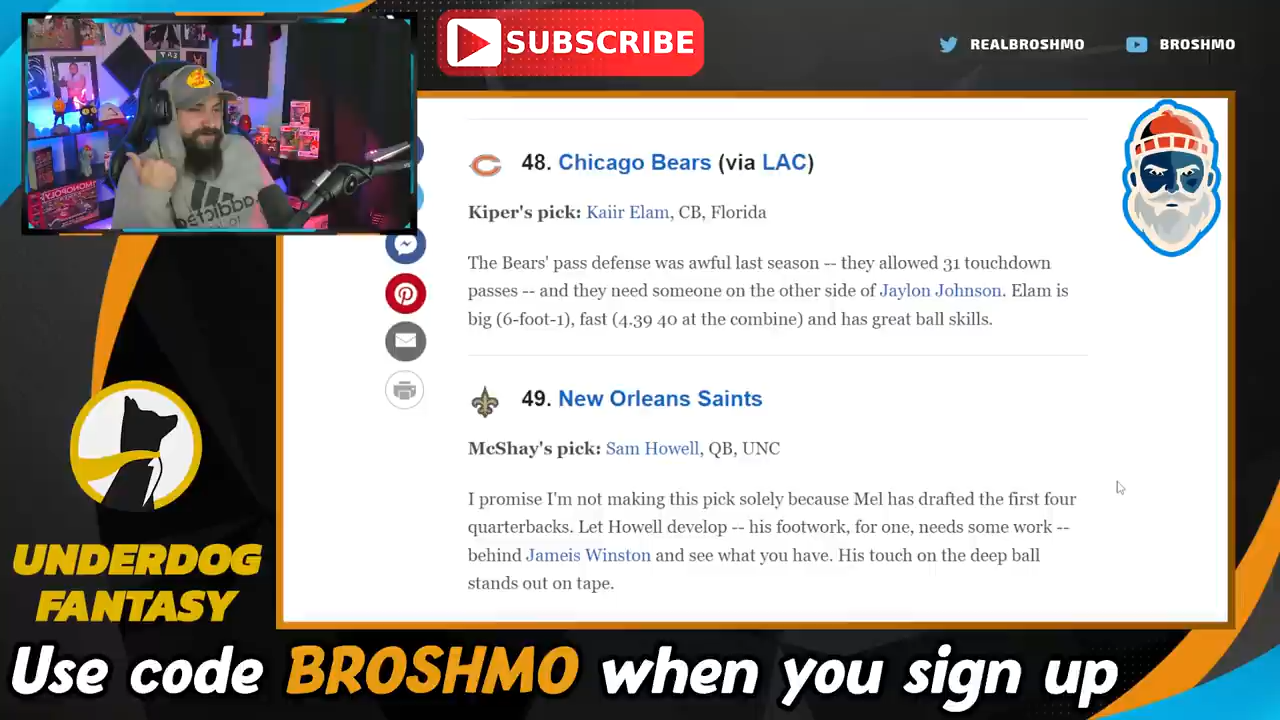 SUBSCRIBE
REALBROSHMO
BROSHMO
48. Chicago Bears (via LAC)
Kiper's pick: Kaiir Elam, CB, Florida
The Bears' pass defense was awful last season -- they allowed 31 touchdown
passes -- and they need someone on the other side of Jaylon Johnson. Elam is
big (6-foot-1), fast (4.39 40 at the combine) and has great ball skills.
49. New Orleans Saints
McShay's pick: Sam Howell, QB, UNC
I promise I'm not making this pick solely because Mel has drafted the first four
quarterbacks. Let Howell develop -- his footwork, for one, needs some work --
behind Jameis Winston and see what you have. His touch on the deep ball
stands out on tape.
UNDERDOG
FANTASY
Use code BROSHMO when you sign up